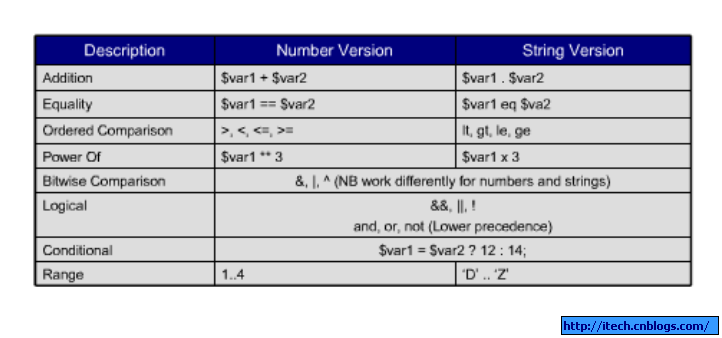 Description Number Version String Version
Addition $var1 + $var2 $var1 . $var2
Equality $var1 == $var2 $var1 eq $va2
Ordered Comparison >, <, <=, >= lt, gt, le, ge
Power Of $var1 ** 3 $var1 x 3
Bitwise Comparison &, |, ^ (NB work differently for numbers and strings)
Logical &&, ||, !
and, or, not (Lower precedence)
Conditional $var1 = $var2 ? 12 : 14;
Range 1..4 'D' .. 'Z'
http://itech.cnblogs.com/